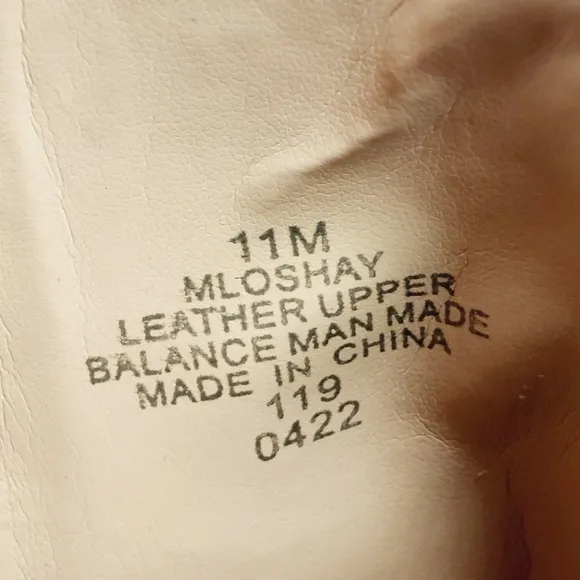 11M
MLOSHAY
LEATHER UPPER
BALANCE MAN MADE
MADE IN CHINA
119
0422